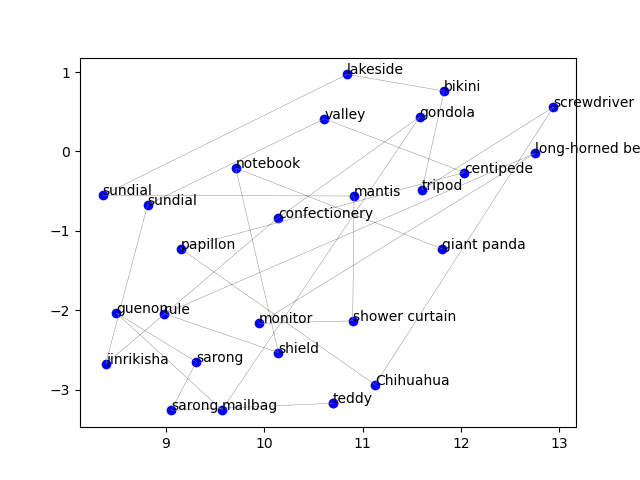 1
lakeside
bikini
screwdriver
valley
gondola
0
long-horned be
notebook
centipede
sundial
mantis
tripod
sundial
confectionery
−1
papillon
giant panda
−2
guenon
rule
monitor
shower curtain
shield
jinrikisha
sarong
Chihuahua
−3
sarong
mailbag
teddy
9 10 11 12 13